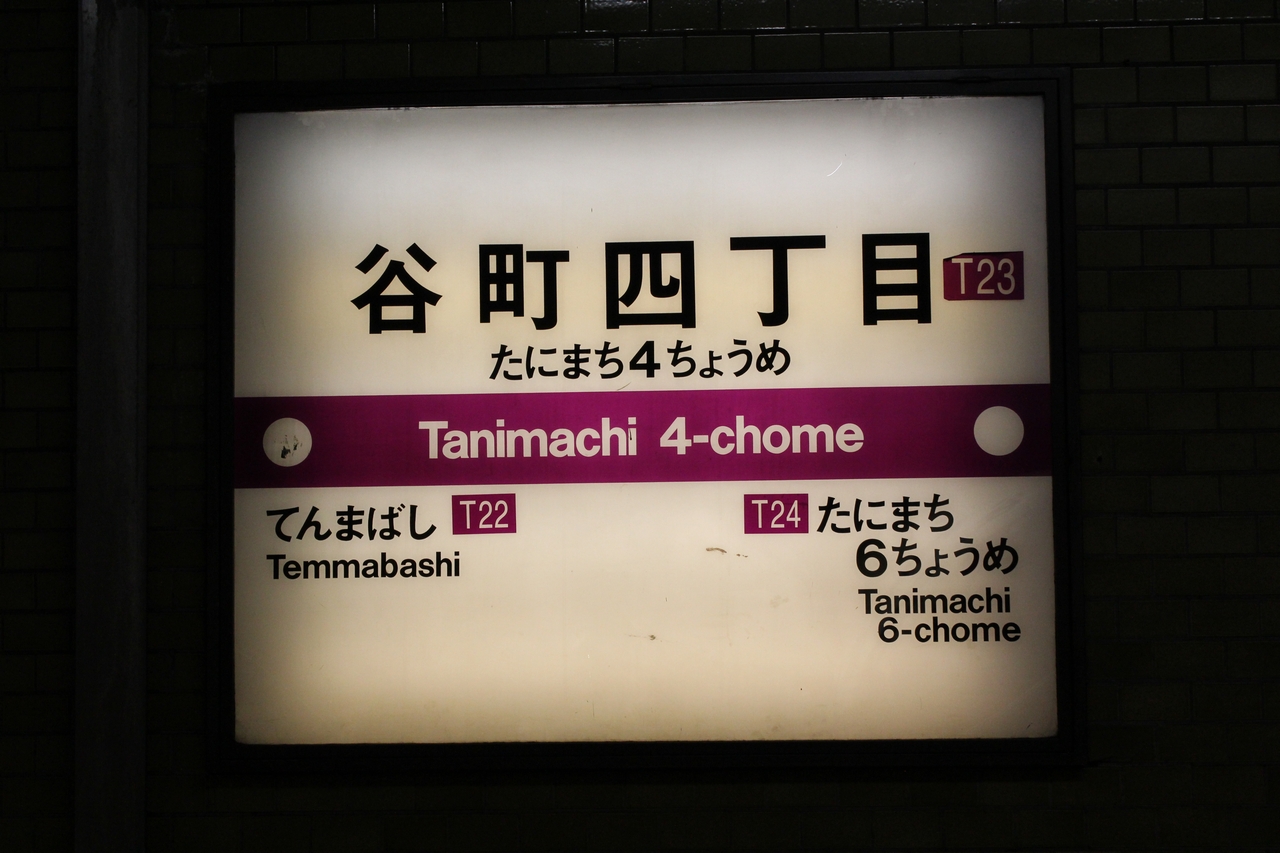 谷町四丁目 T23
たにまち4ちょうめ
Tanimachi 4-chome
てんまばし T22
Temmabashi
T24 たにまち
6ちょうめ
Tanimachi
6-chome